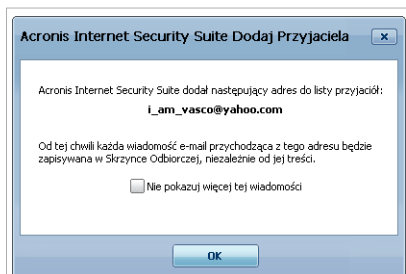 Acronis Internet Security Suite Dodaj Przyjaciela
Acronis Internet Security Suite dodał następujący adres do listy przyjaciół:
i_am_vasco@yahoo.com
Od tej chwili każda wiadomość e-mail przychodząca z tego adresu będzie
zapisywana w Skrzynce Odbiorczej, niezależnie od jej treści.
Nie pokazuj więcej tej wiadomości
OK